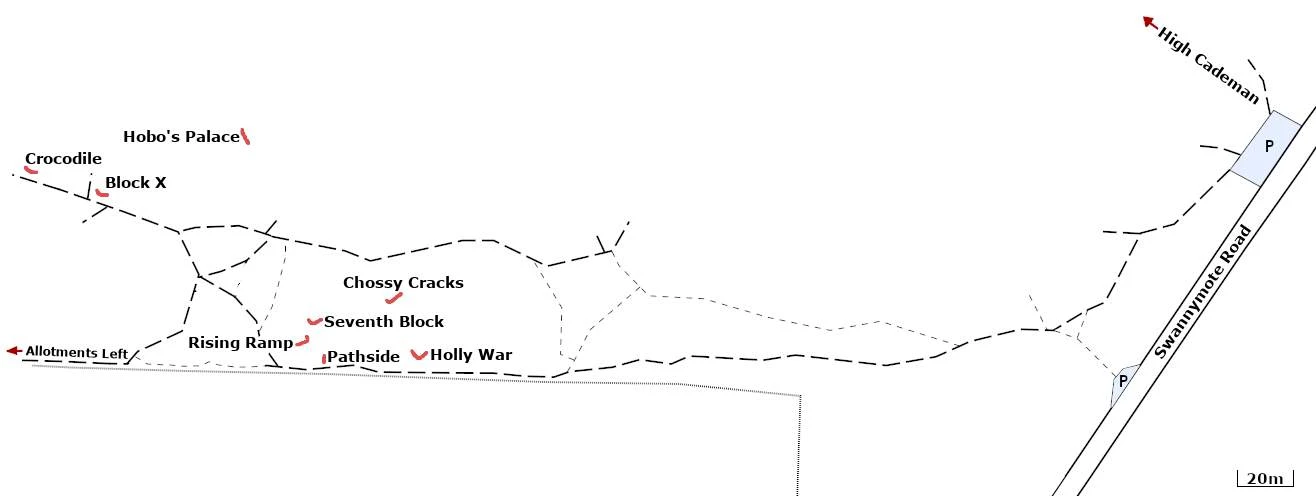 High Cademan
P
Hobo's Palace
Crocodile
Block X
Swannymote Road
Chossy Cracks
Seventh Block
Rising Ramp
Allotments Left
Pathside
Holly War
P
20m